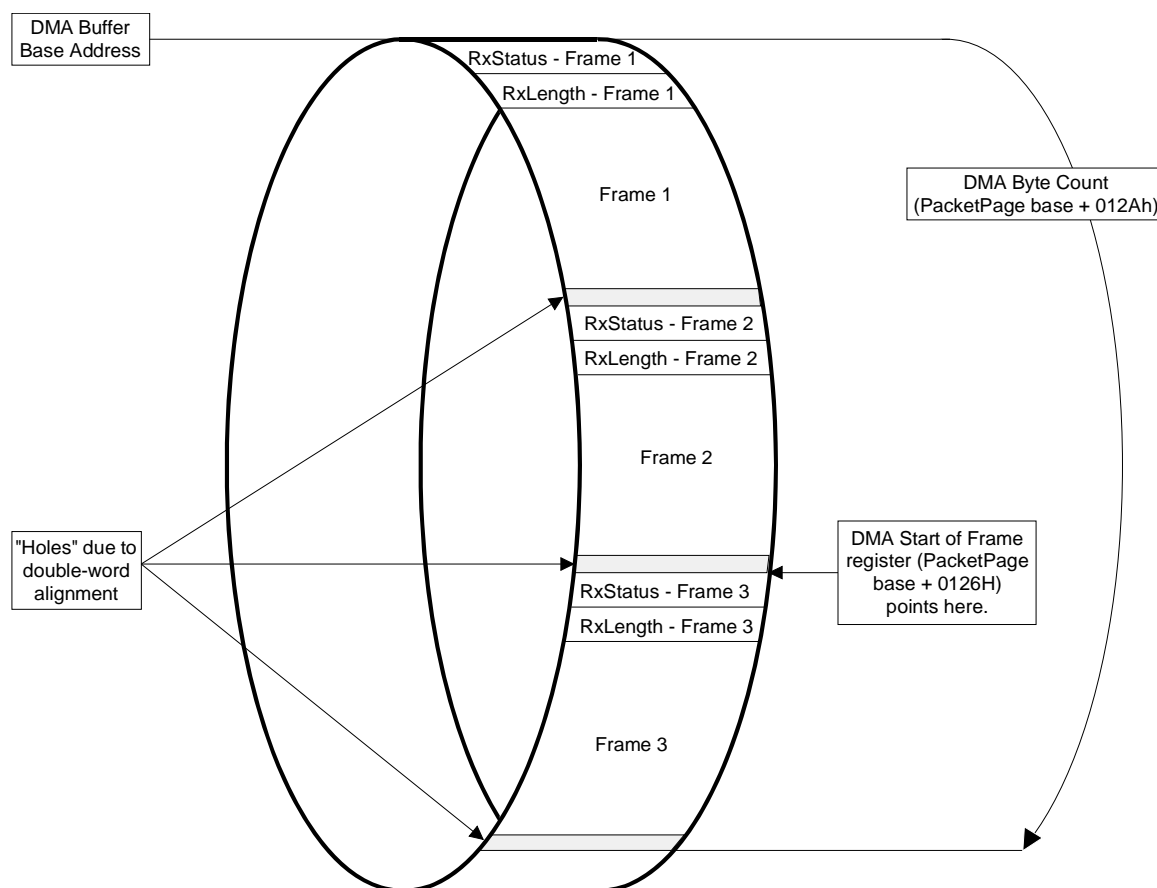 DMA Buffer
Base Address
RxStatus - Frame 1
RxLength - Frame 1
Frame 1
DMA Byte Count
(PacketPage base + 012Ah)
RxStatus - Frame 2
RxLength - Frame 2
Frame 2
"Holes" due to
double-word
alignment
DMA Start of Frame
register (PacketPage
base + 0126H)
points here.
RxStatus - Frame 3
RxLength - Frame 3
Frame 3